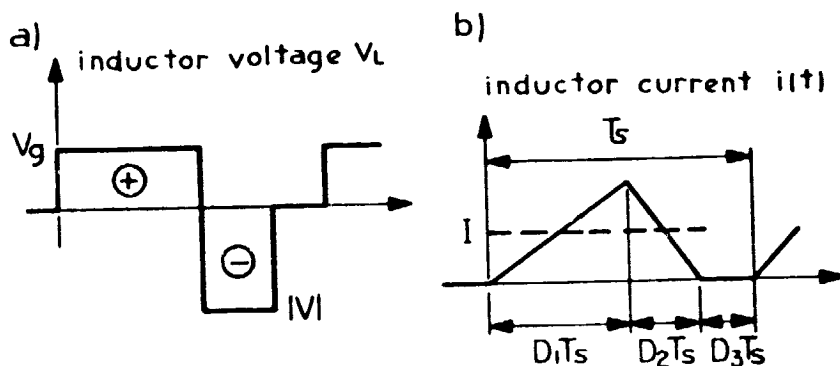 a)
inductor voltage VL
Vg
+
−
|V|
b)
inductor current i(t)
Ts
I
D1Ts D2Ts D3Ts